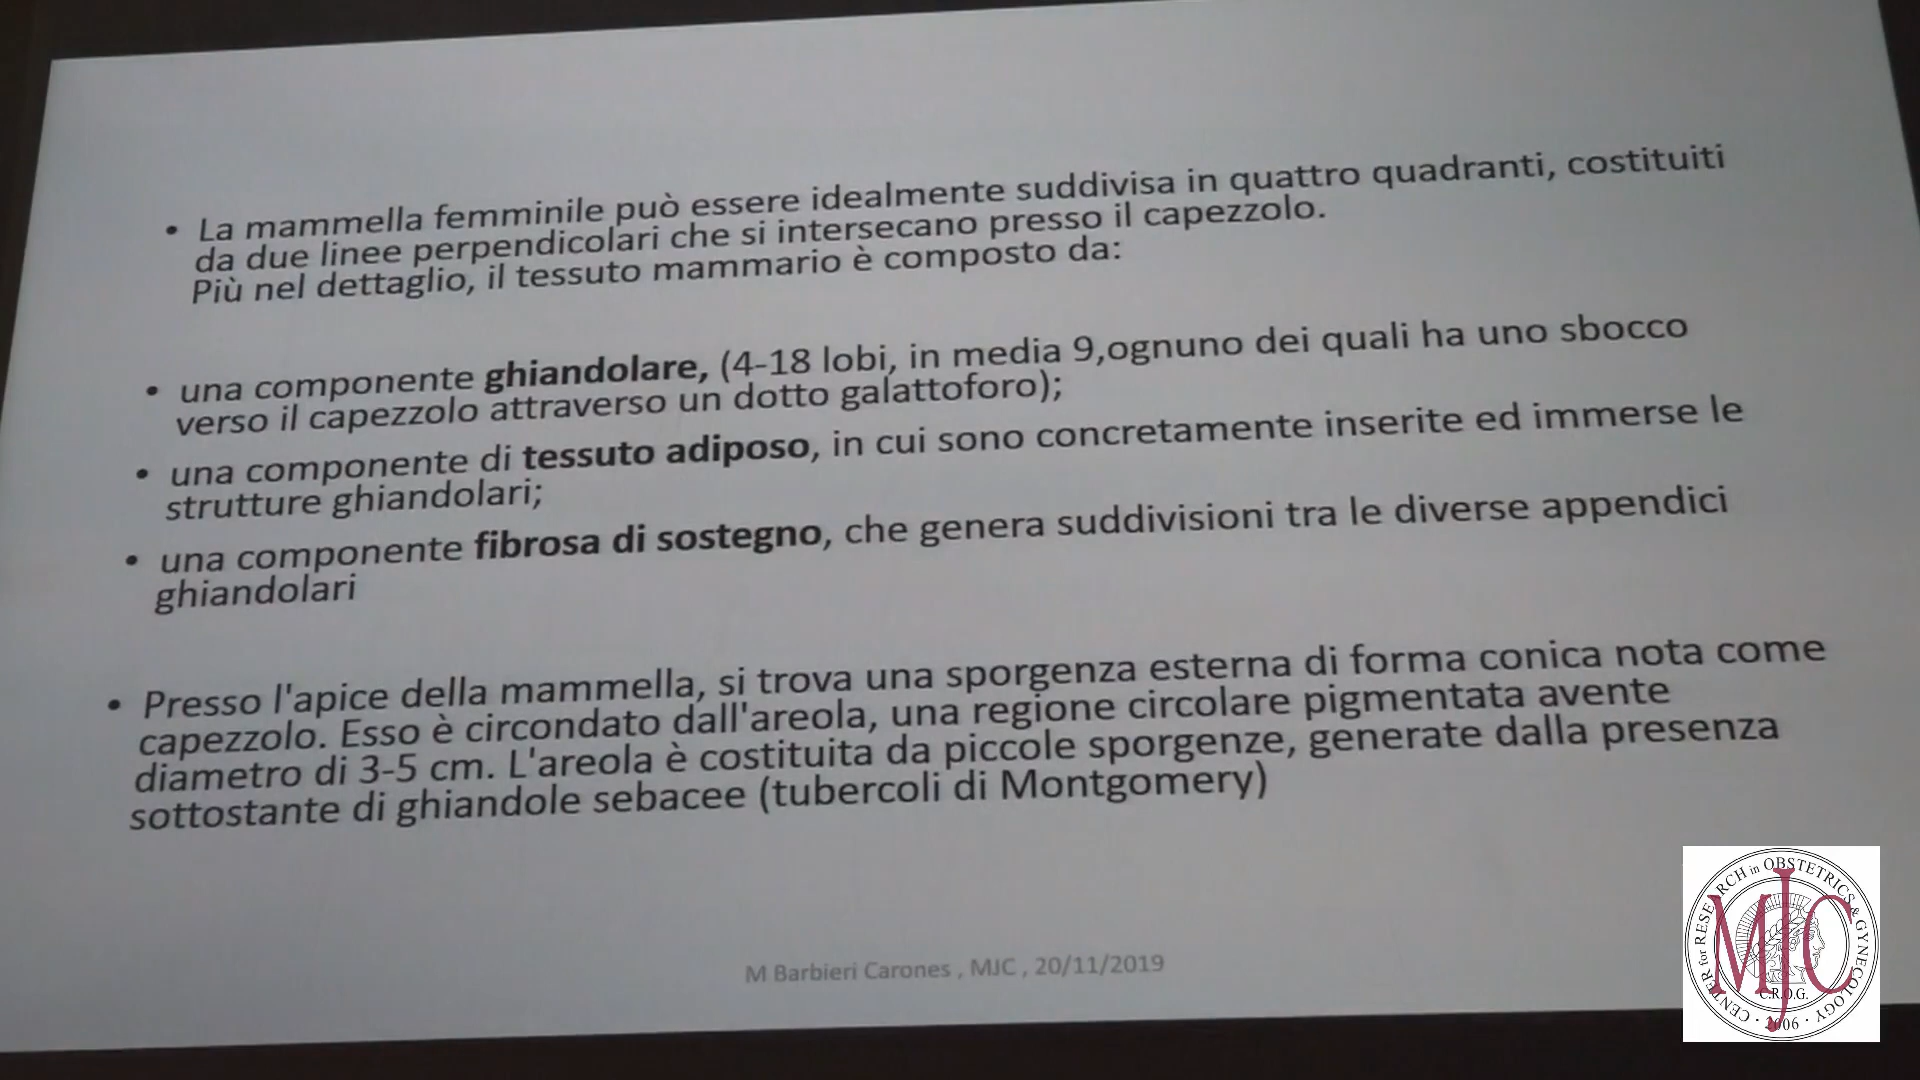 • La mammella femminile può essere idealmente suddivisa in quattro quadranti, costituiti
da due linee perpendicolari che si intersecano presso il capezzolo.
Più nel dettaglio, il tessuto mammario è composto da:
• una componente ghiandolare, (4-18 lobi, in media 9,ognuno dei quali ha uno sbocco
verso il capezzolo attraverso un dotto galattoforo);
• una componente di tessuto adiposo, in cui sono concretamente inserite ed immerse le
strutture ghiandolari;
• una componente fibrosa di sostegno, che genera suddivisioni tra le diverse appendici
ghiandolari
• Presso l'apice della mammella, si trova una sporgenza esterna di forma conica nota come
capezzolo. Esso è circondato dall'areola, una regione circolare pigmentata avente
diametro di 3-5 cm. L'areola è costituita da piccole sporgenze, generate dalla presenza
sottostante di ghiandole sebacee (tubercoli di Montgomery)
M Barbieri Carones , MJC , 20/11/2019
CENTER for RESEARCH in OBSTETRICS & GYNECOLOGY
MJC
C.R.O.G.
2006